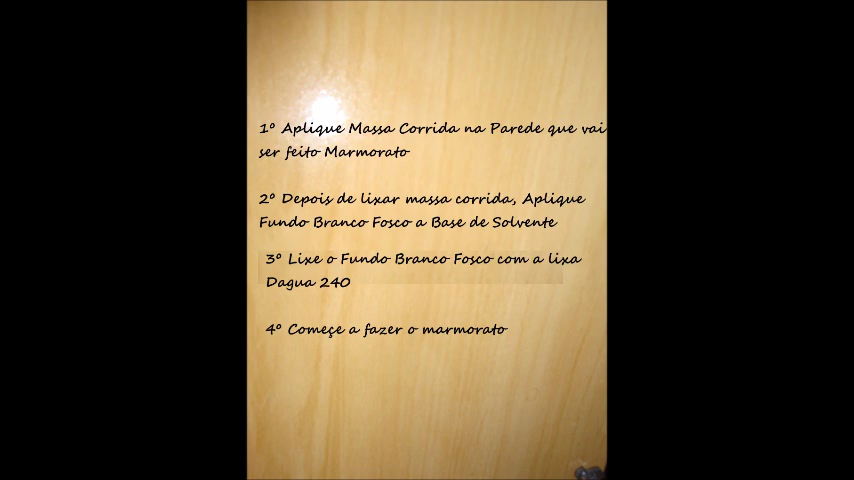 1º Aplique Massa Corrida na Parede que vai
ser feito Marmorato
2º Depois de lixar massa corrida, Aplique
Fundo Branco Fosco a Base de Solvente
3º Lixe o Fundo Branco Fosco com a lixa
Dagua 240
4º Começe a fazer o marmorato